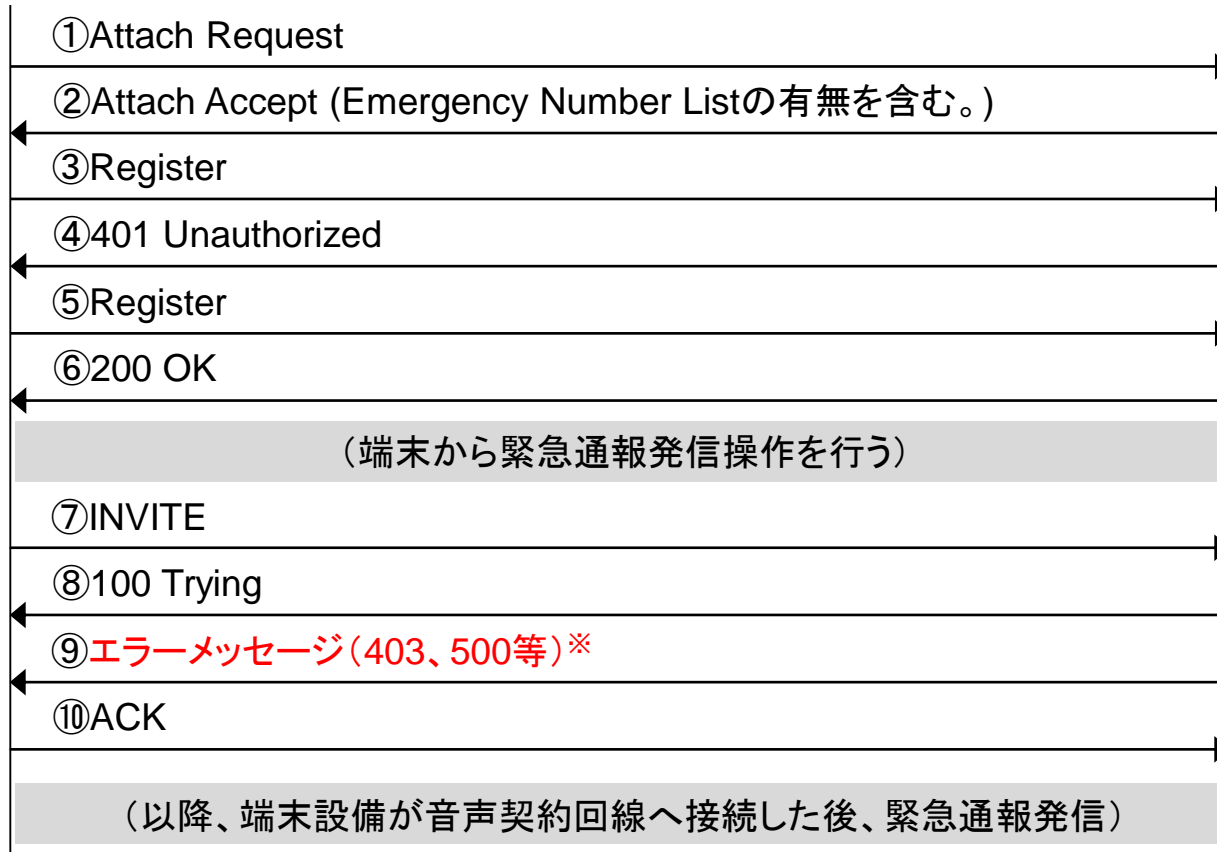 ①Attach Request
②Attach Accept (Emergency Number Listの有無を含む。)
③Register
④401 Unauthorized
⑤Register
⑥200 OK
（端末から緊急通報発信操作を行う）
⑦INVITE
⑧100 Trying
⑨エラーメッセージ（403、500等）※
⑩ACK
（以降、端末設備が音声契約回線へ接続した後、緊急通報発信）